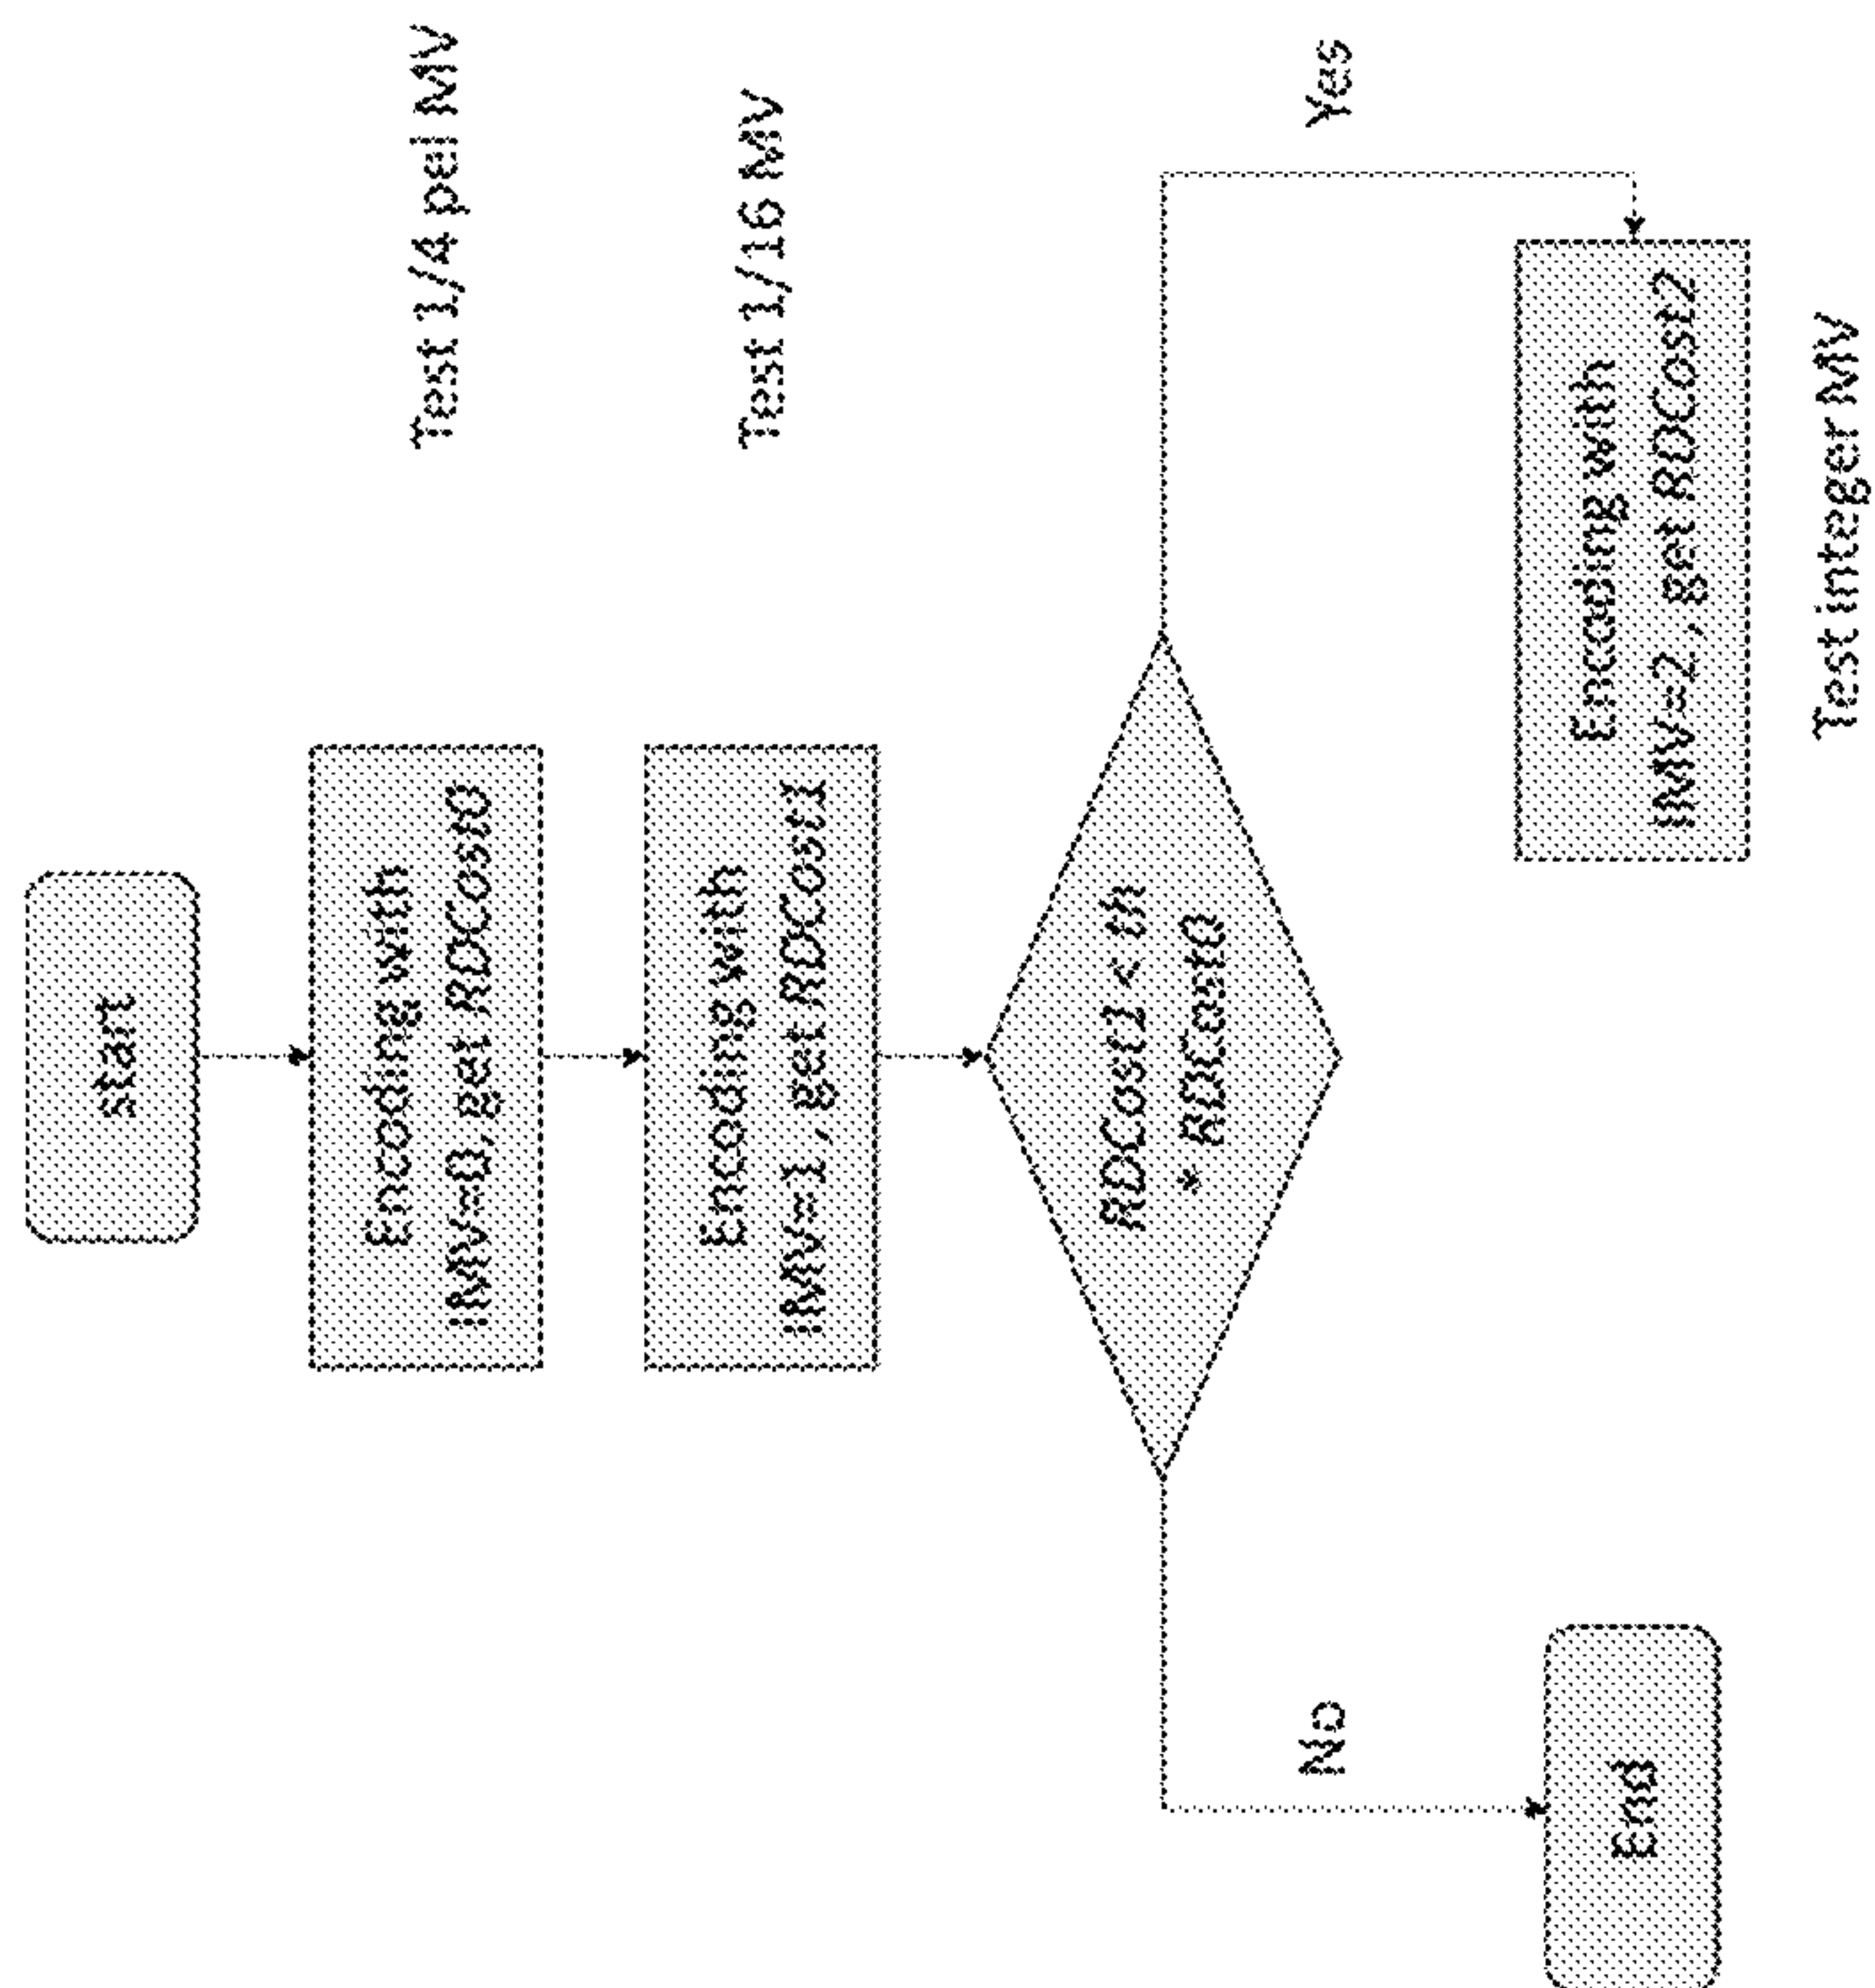 start
Encoding with
IMV=0, get RDCost0
Test 1/4 pel MV
Encoding with
IMV=1, get RDCost1
Test 1/16 MV
RDCost1 < th
* RDCost0
No
Yes
End
Encoding with
IMV=2, get RDCost2
Test integer MV